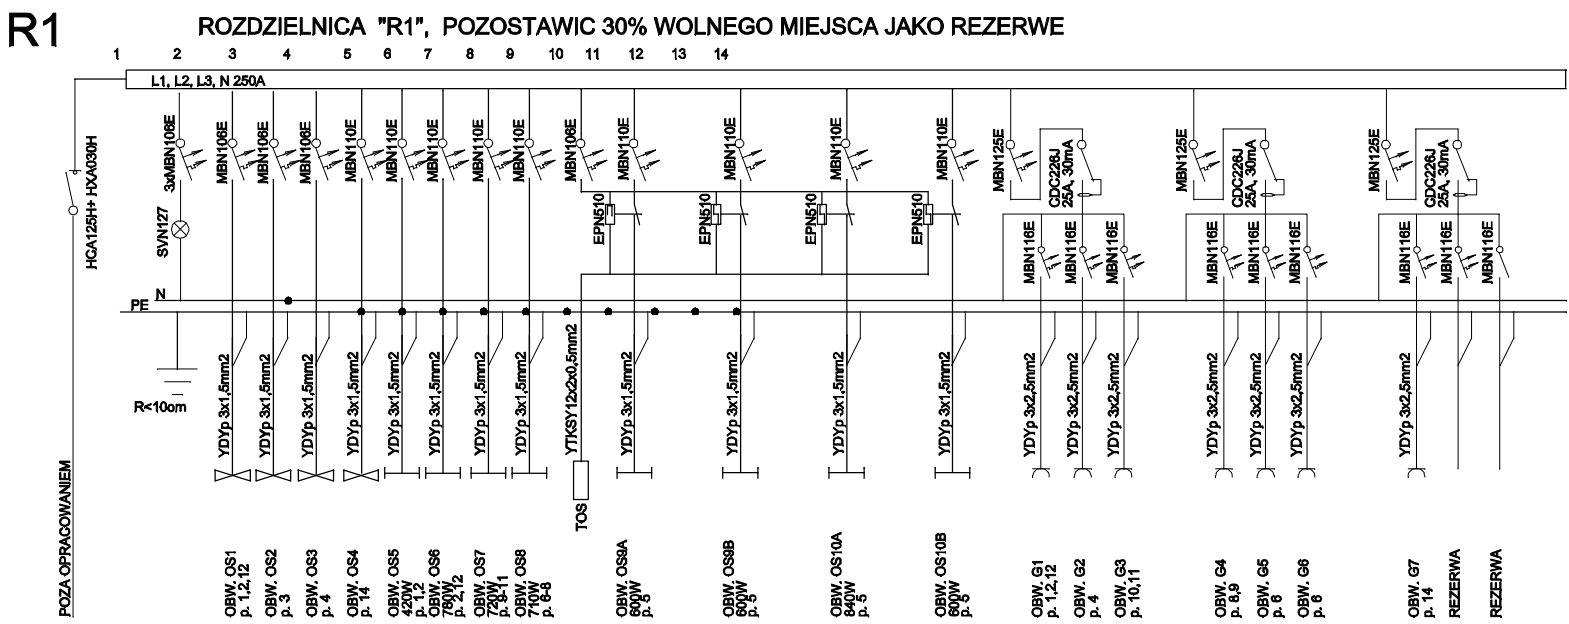 R1
ROZDZIELNICA "R1", POZOSTAWIC 30% WOLNEGO MIEJSCA JAKO REZERWE
1 2 3 4 5 6 7 8 9 10 11 12 13 14
L1, L2, L3, N 250A
HGA125H+ HXA030H
3xMBN106E
MBN106E
MBN106E
MBN106E
MBN110E
MBN110E
MBN110E
MBN110E
MBN110E
MBN106E
MBN110E
MBN110E
MBN110E
MBN110E
MBN125E
CDC226J
25A, 30mA
MBN125E
CDC226J
25A, 30mA
MBN125E
CDC226J
25A, 30mA
SVN127
EPN510
EPN510
EPN510
EPN510
MBN116E
MBN116E
MBN116E
MBN116E
MBN116E
MBN116E
MBN116E
MBN116E
MBN116E
N
PE
R<10om
YDYp 3x1,5mm2
YDYp 3x1,5mm2
YDYp 3x1,5mm2
YDYp 3x1,5mm2
YDYp 3x1,5mm2
YDYp 3x1,5mm2
YDYp 3x1,5mm2
YDYp 3x1,5mm2
YTKSY12x2x0,5mm2
YDYp 3x1,5mm2
YDYp 3x1,5mm2
YDYp 3x1,5mm2
YDYp 3x1,5mm2
YDYp 3x2,5mm2
YDYp 3x2,5mm2
YDYp 3x2,5mm2
YDYp 3x2,5mm2
YDYp 3x2,5mm2
YDYp 3x2,5mm2
YDYp 3x2,5mm2
TOS
POZA OPRACOWANIEM
OBW. OS1
p. 1,2,12
OBW. OS2
p. 3
OBW. OS3
p. 4
OBW. OS4
p. 14
OBW. OS5
420W
p. 1,2
OBW. OS6
780W
p. 2,12
OBW. OS7
720W
p. 9-11
OBW. OS8
710W
p. 6-8
OBW. OS9A
600W
p. 5
OBW. OS9B
600W
p. 5
OBW. OS10A
840W
p. 5
OBW. OS10B
600W
p. 5
OBW. G1
p. 1,2,12
OBW. G2
p. 4
OBW. G3
p. 10,11
OBW. G4
p. 8,9
OBW. G5
p. 6
OBW. G6
p. 6
OBW. G7
p. 14
REZERWA
REZERWA